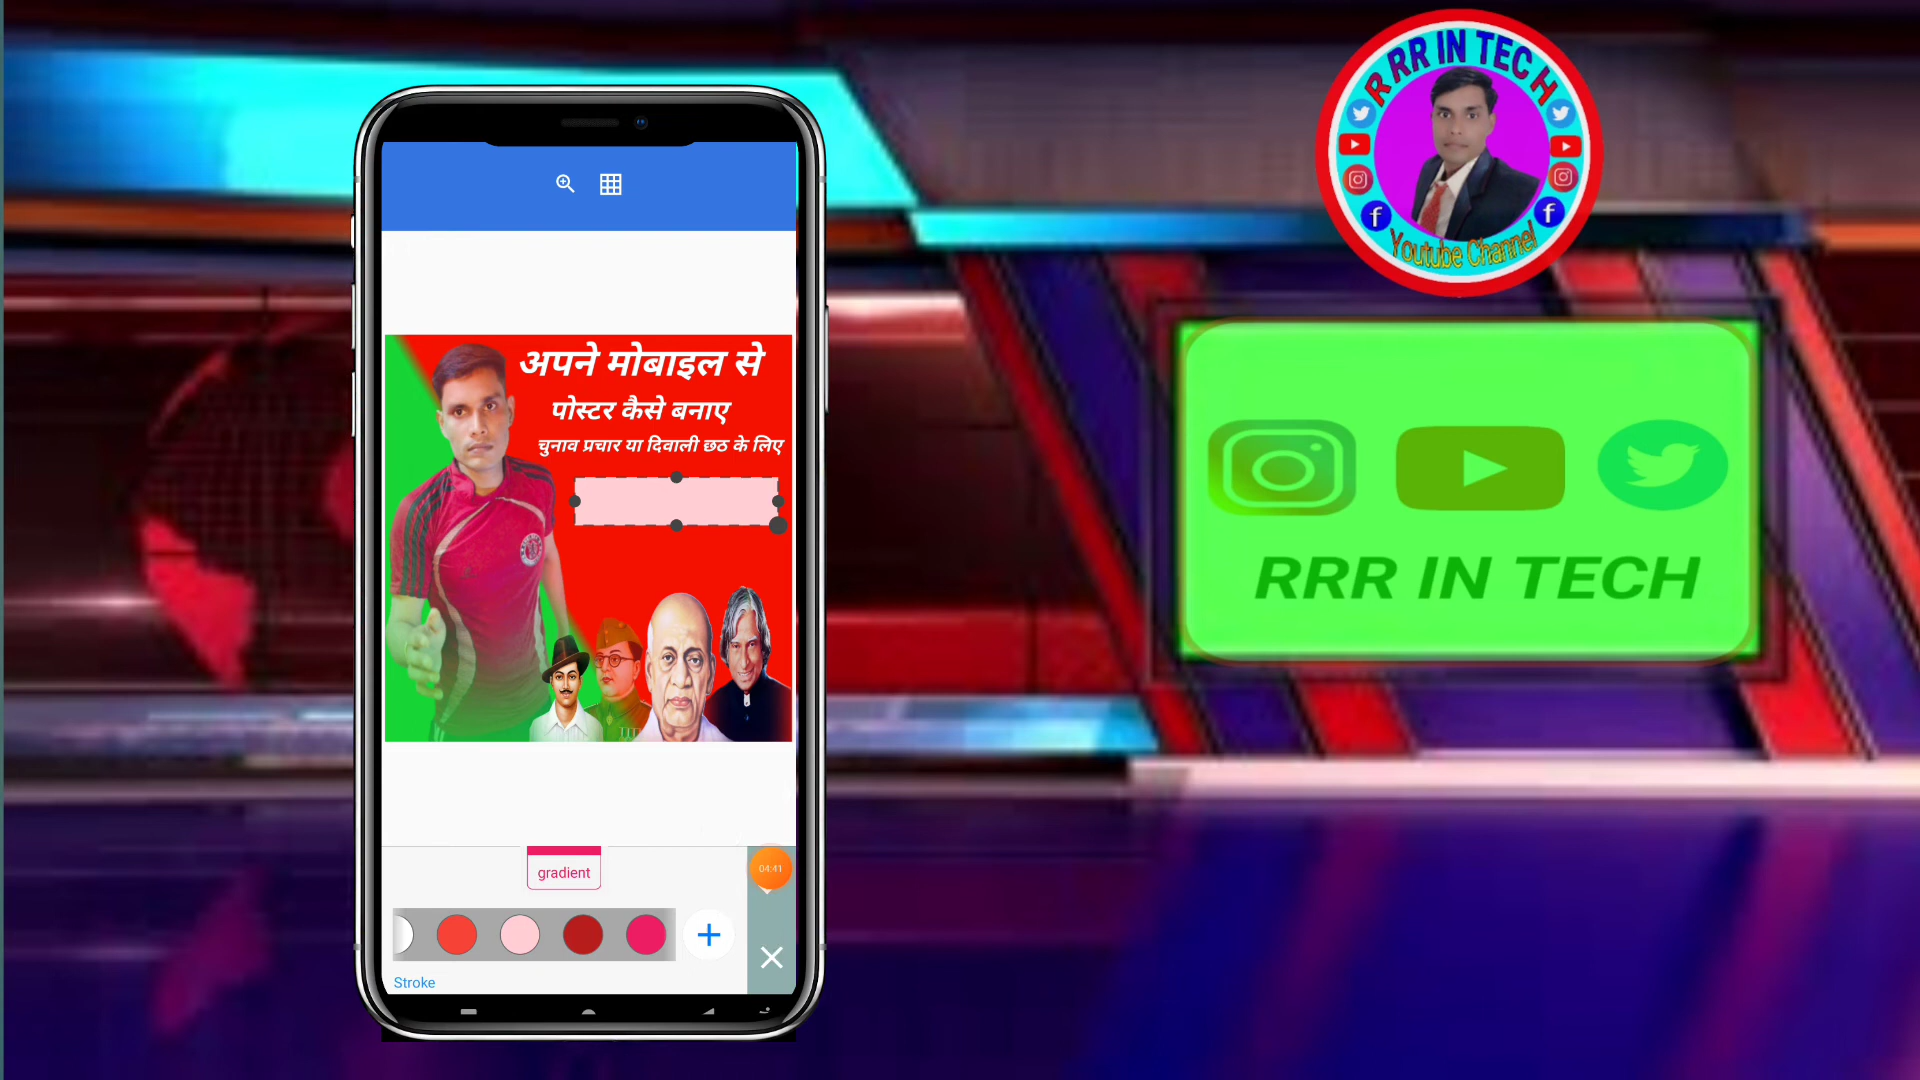 RRR IN TECH
Youtube Channel
अपने मोबाइल से
पोस्टर कैसे बनाए
चुनाव प्रचार या दिवाली छठ के लिए
RRR IN TECH
gradient
04:41
Stroke